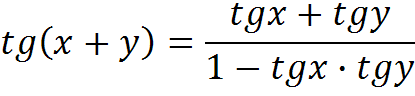 tg(x + y) = (tgx + tgy) / (1 − tgx · tgy)